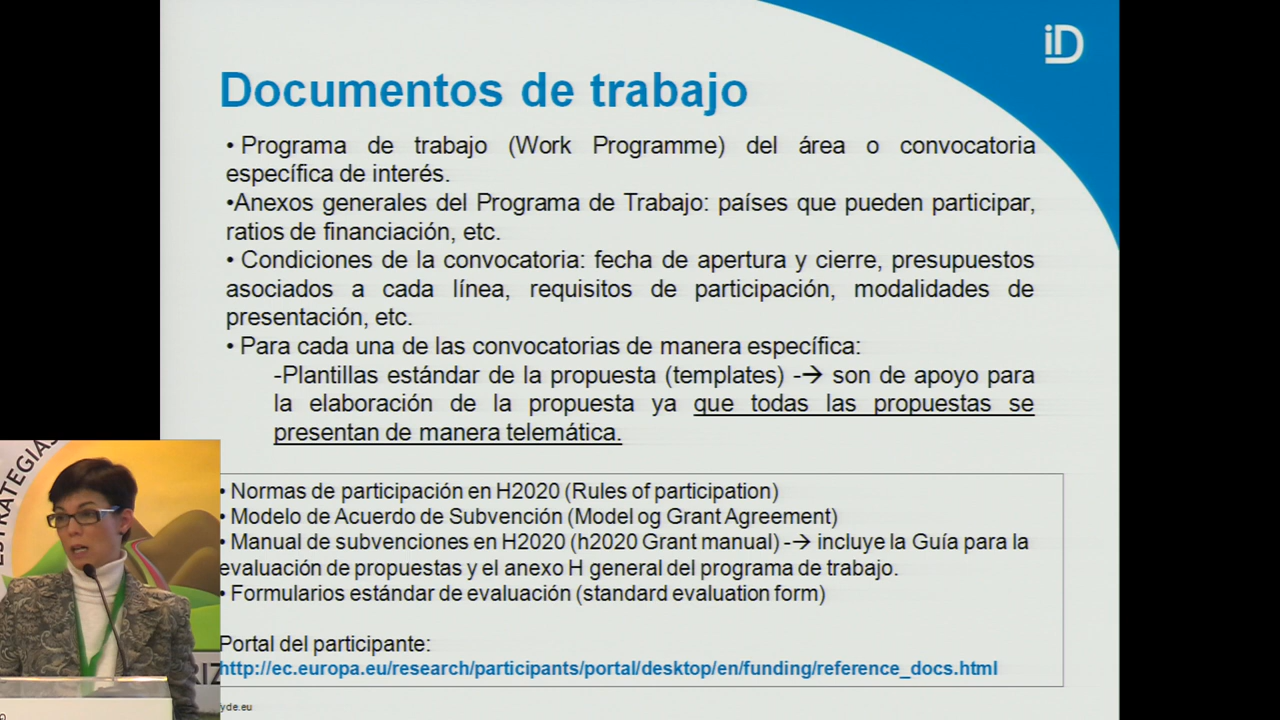 iD
Documentos de trabajo
• Programa de trabajo (Work Programme) del área o convocatoria
específica de interés.
•Anexos generales del Programa de Trabajo: países que pueden participar,
ratios de financiación, etc.
• Condiciones de la convocatoria: fecha de apertura y cierre, presupuestos
asociados a cada línea, requisitos de participación, modalidades de
presentación, etc.
• Para cada una de las convocatorias de manera específica:
-Plantillas estándar de la propuesta (templates) -→ son de apoyo para
la elaboración de la propuesta ya que todas las propuestas se
presentan de manera telemática.
• Normas de participación en H2020 (Rules of participation)
• Modelo de Acuerdo de Subvención (Model og Grant Agreement)
• Manual de subvenciones en H2020 (h2020 Grant manual) -→ incluye la Guía para la
evaluación de propuestas y el anexo H general del programa de trabajo.
• Formularios estándar de evaluación (standard evaluation form)
Portal del participante:
http://ec.europa.eu/research/participants/portal/desktop/en/funding/reference_docs.html
yde.eu
ESTRATEGIAS
RIZ